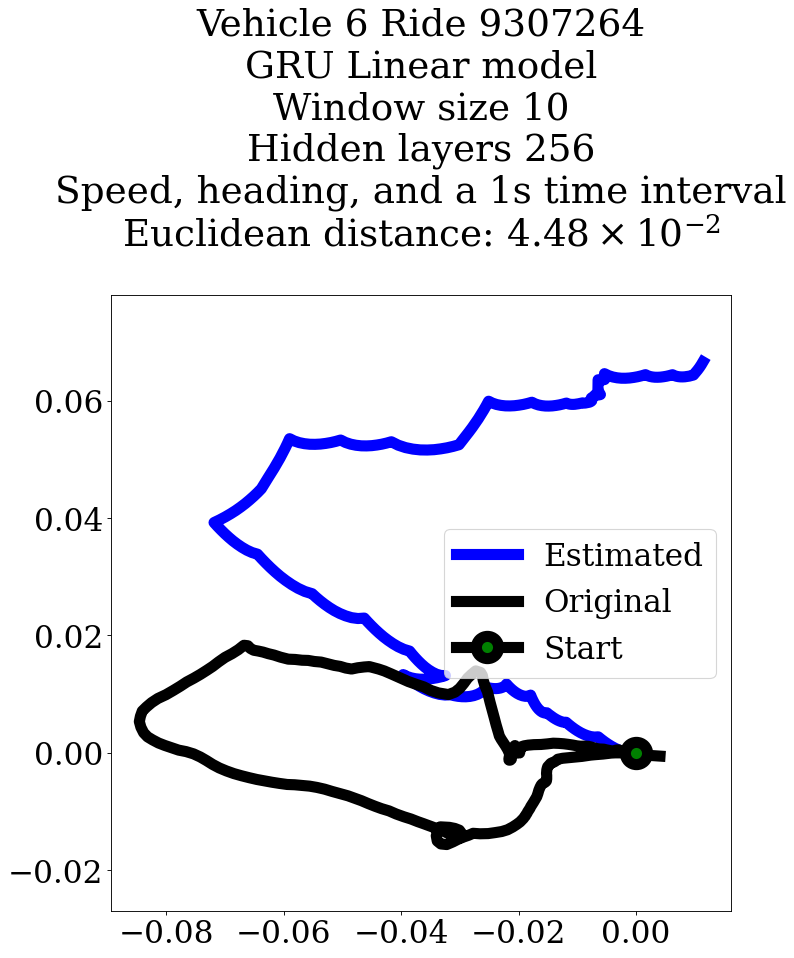 Vehicle 6 Ride 9307264
GRU Linear model
Window size 10
Hidden layers 256
Speed, heading, and a 1s time interval
Euclidean distance: 4.48 × 10⁻²
0.06
0.04
0.02
0.00
−0.02
Estimated
Original
Start
−0.08 −0.06 −0.04 −0.02 0.00